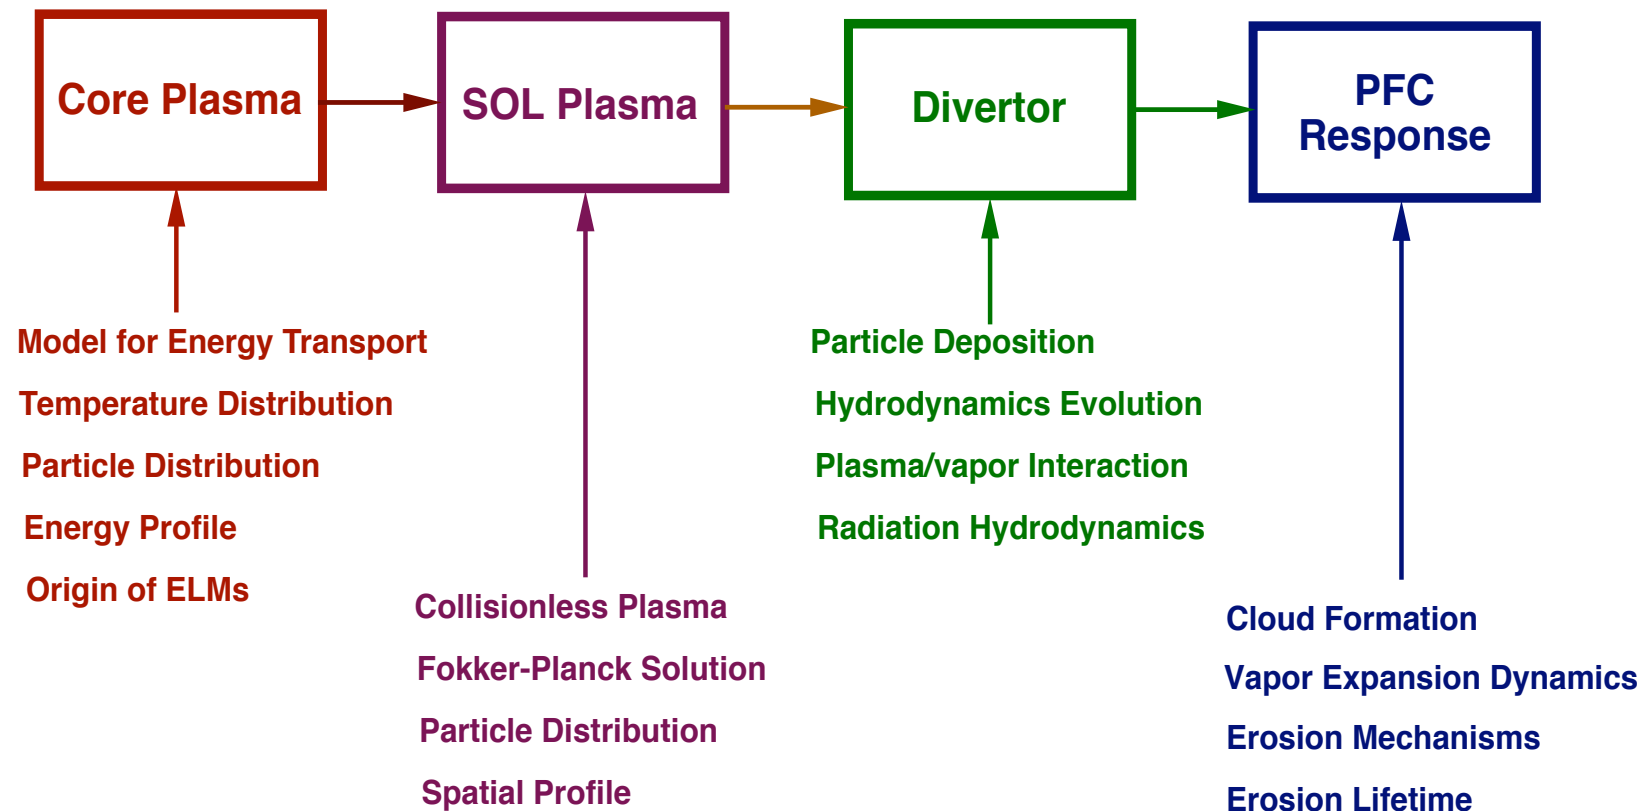 Core Plasma
SOL Plasma
Divertor
PFC
Response
Model for Energy Transport
Temperature Distribution
Particle Distribution
Energy Profile
Origin of ELMs
Collisionless Plasma
Fokker-Planck Solution
Particle Distribution
Spatial Profile
Particle Deposition
Hydrodynamics Evolution
Plasma/vapor Interaction
Radiation Hydrodynamics
Cloud Formation
Vapor Expansion Dynamics
Erosion Mechanisms
Erosion Lifetime